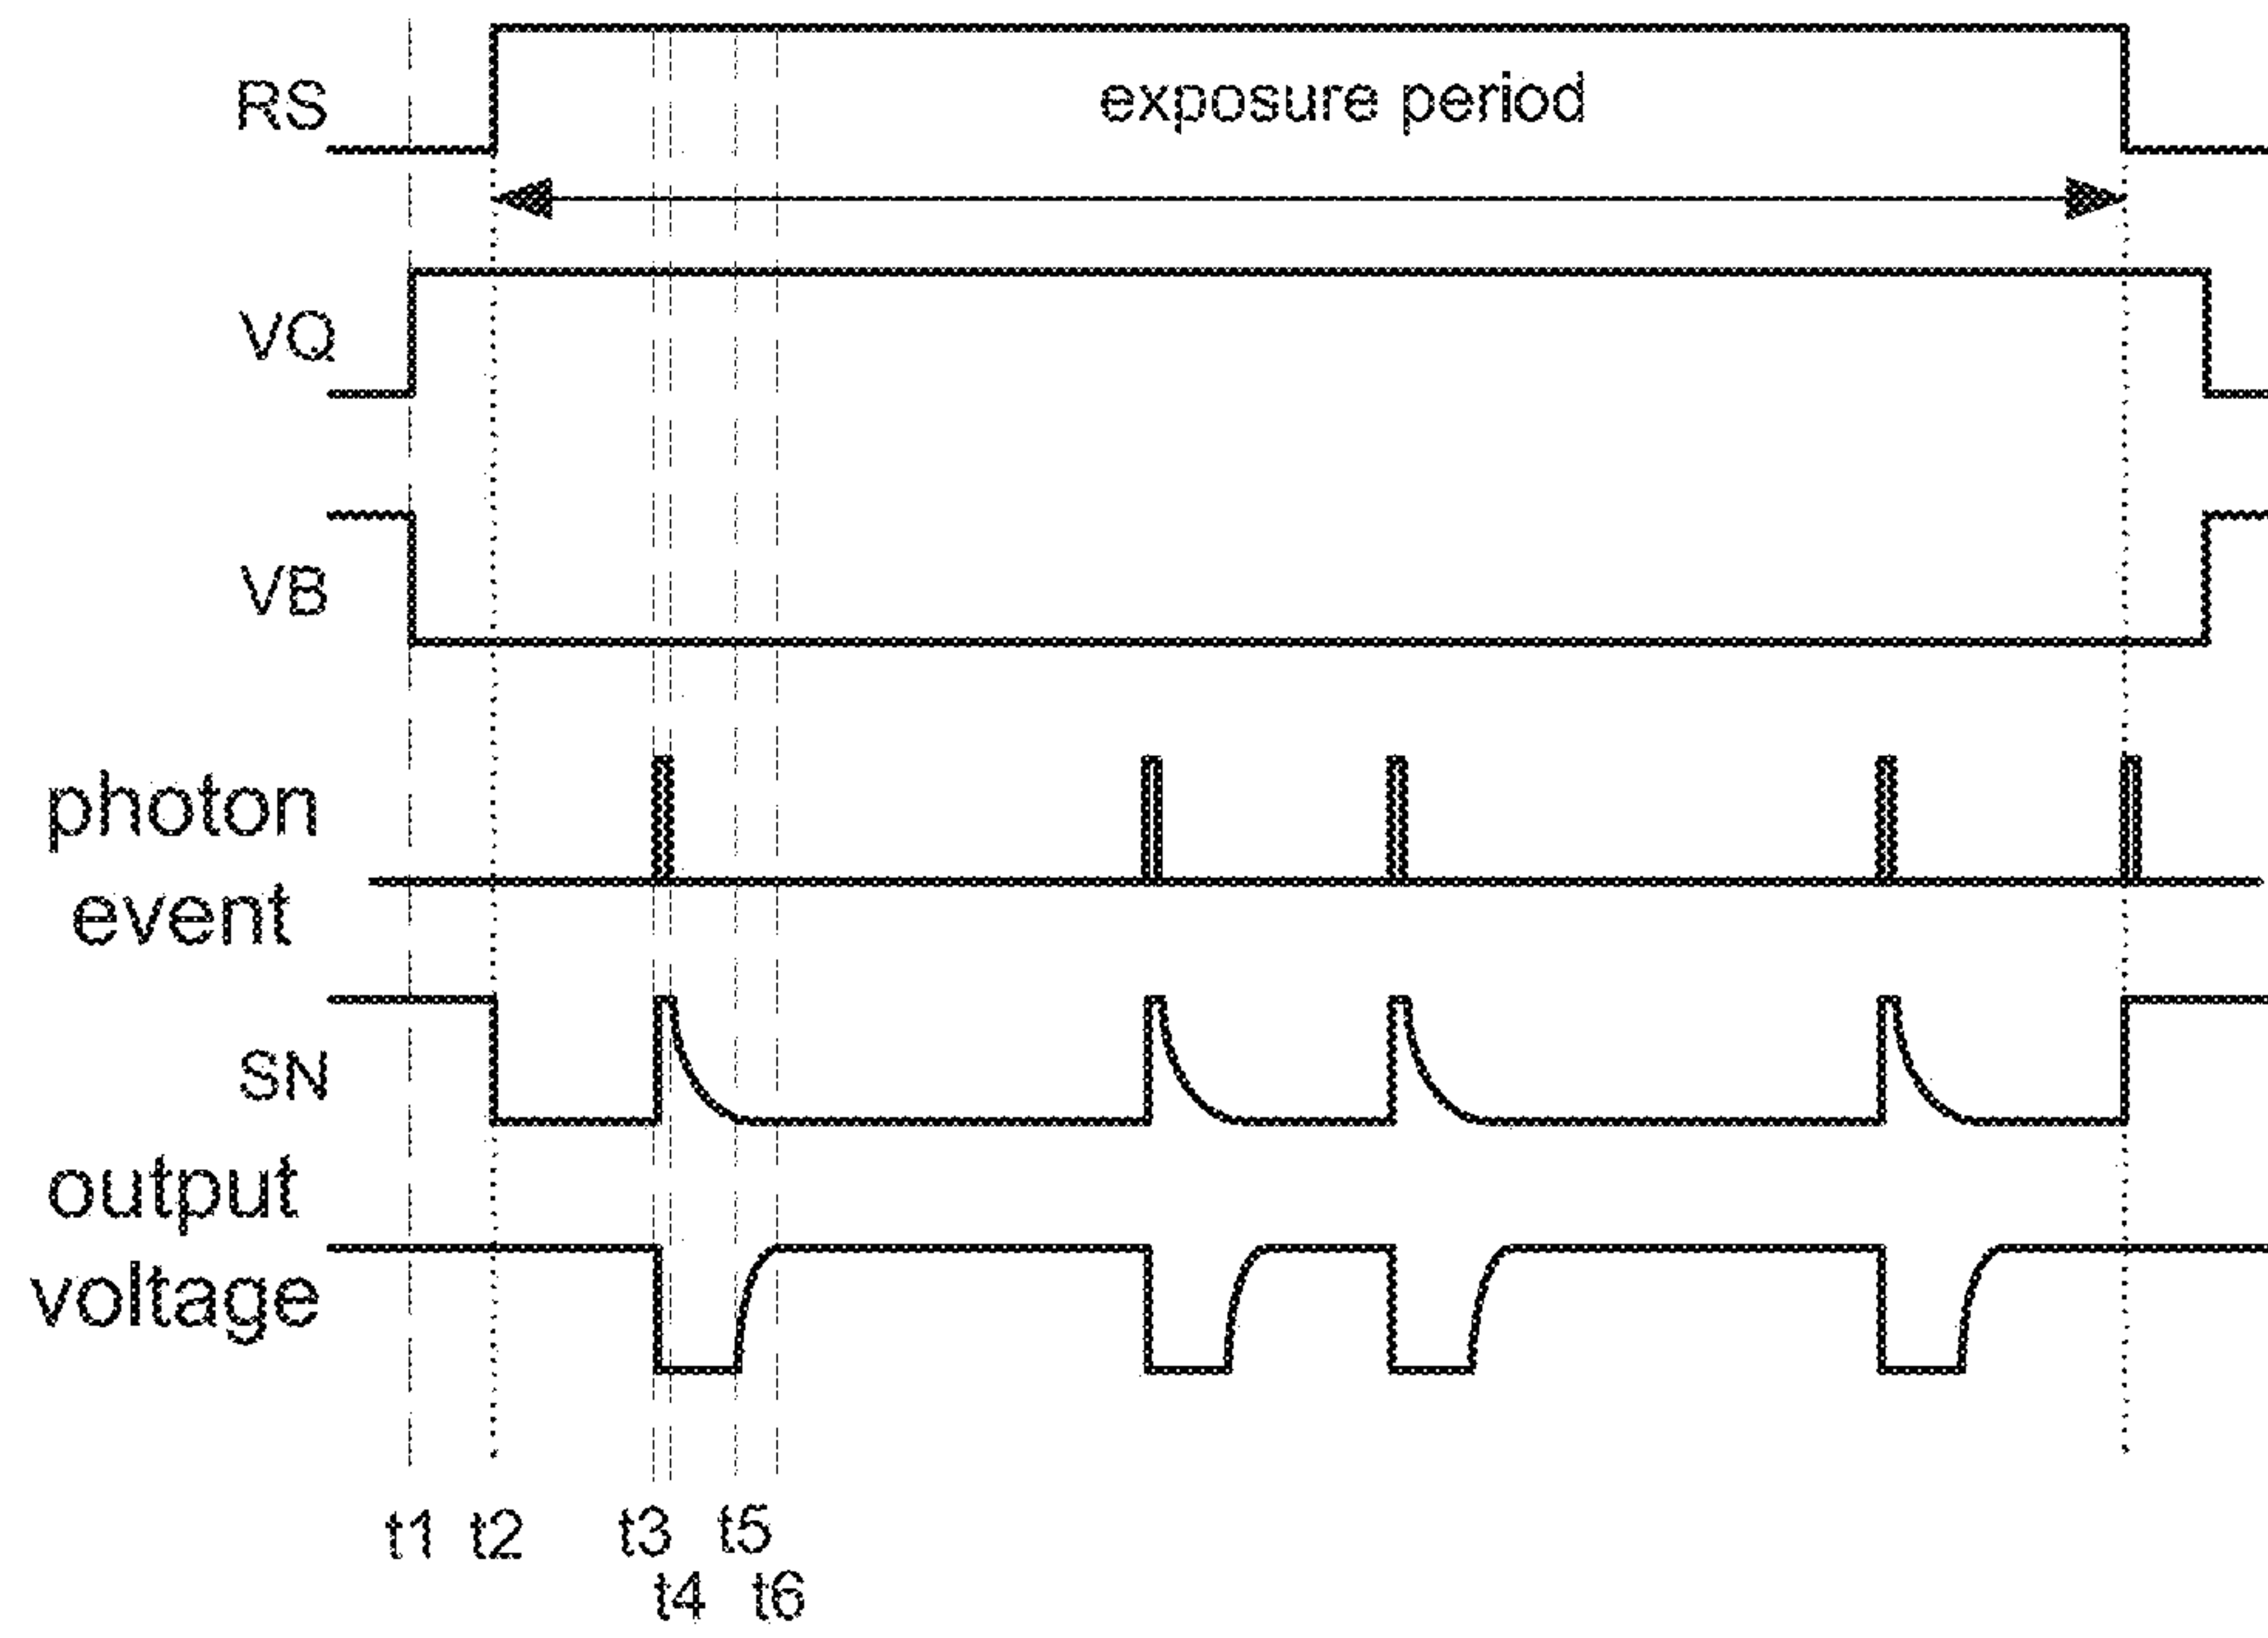 RS
exposure period
VQ
VB
photon
event
SN
output
voltage
t1 t2 t3 t5
t4 t6